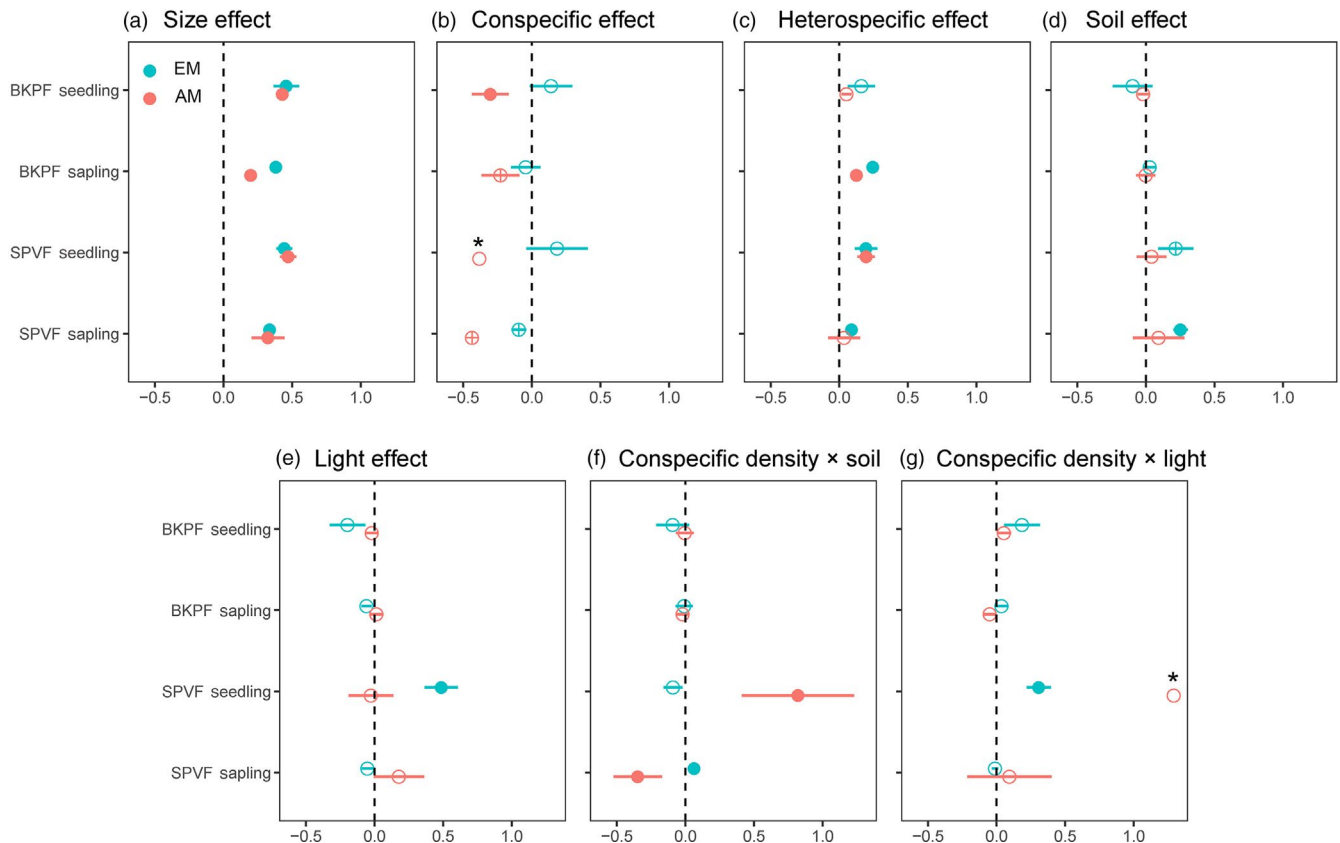 (a) Size effect
(b) Conspecific effect
(c) Heterospecific effect
(d) Soil effect
EM
AM
BKPF seedling
BKPF sapling
SPVF seedling
SPVF sapling
*
−0.5 0.0 0.5 1.0
−0.5 0.0 0.5 1.0
−0.5 0.0 0.5 1.0
−0.5 0.0 0.5 1.0
(e) Light effect
(f) Conspecific density × soil
(g) Conspecific density × light
BKPF seedling
BKPF sapling
SPVF seedling
SPVF sapling
*
−0.5 0.0 0.5 1.0
−0.5 0.0 0.5 1.0
−0.5 0.0 0.5 1.0